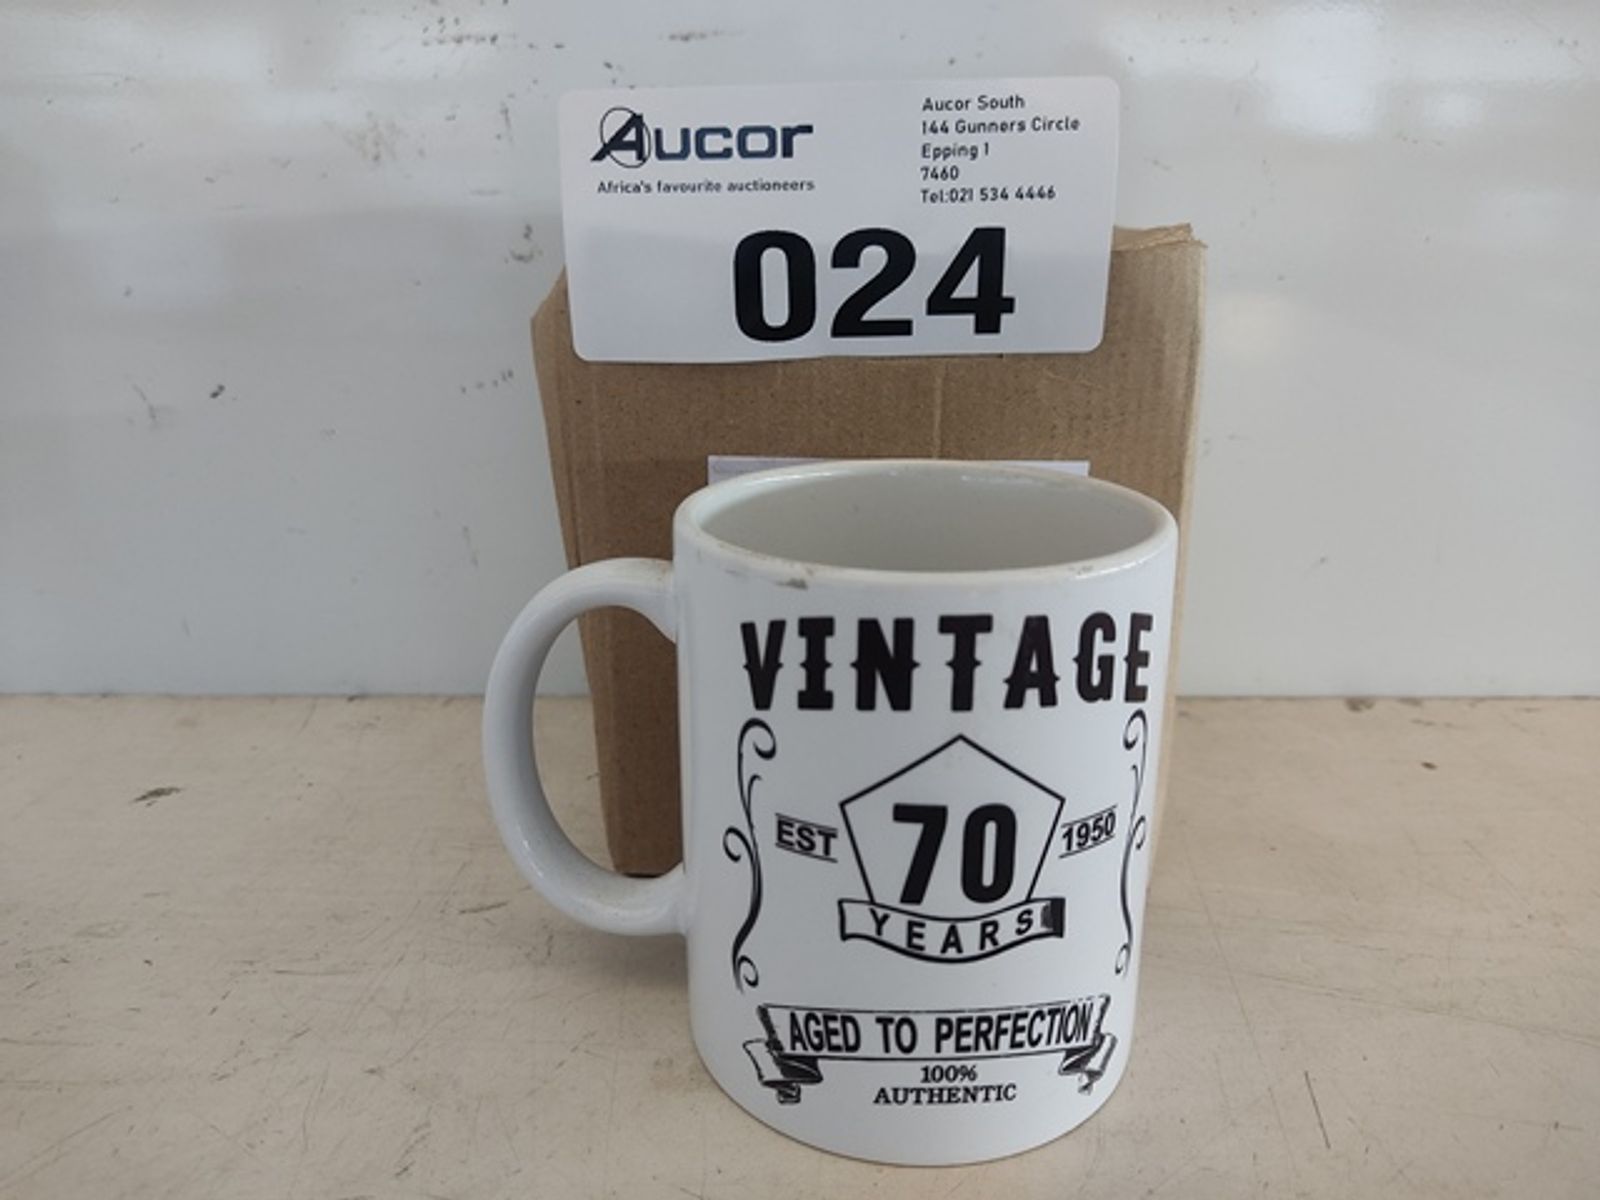 Aucor
Africa's favourite auctioneers
Aucor South
144 Gunners Circle
Epping 1
7460
Tel:021 534 4446
024
VINTAGE
EST
70
1950
YEARS
AGED TO PERFECTION
100%
AUTHENTIC